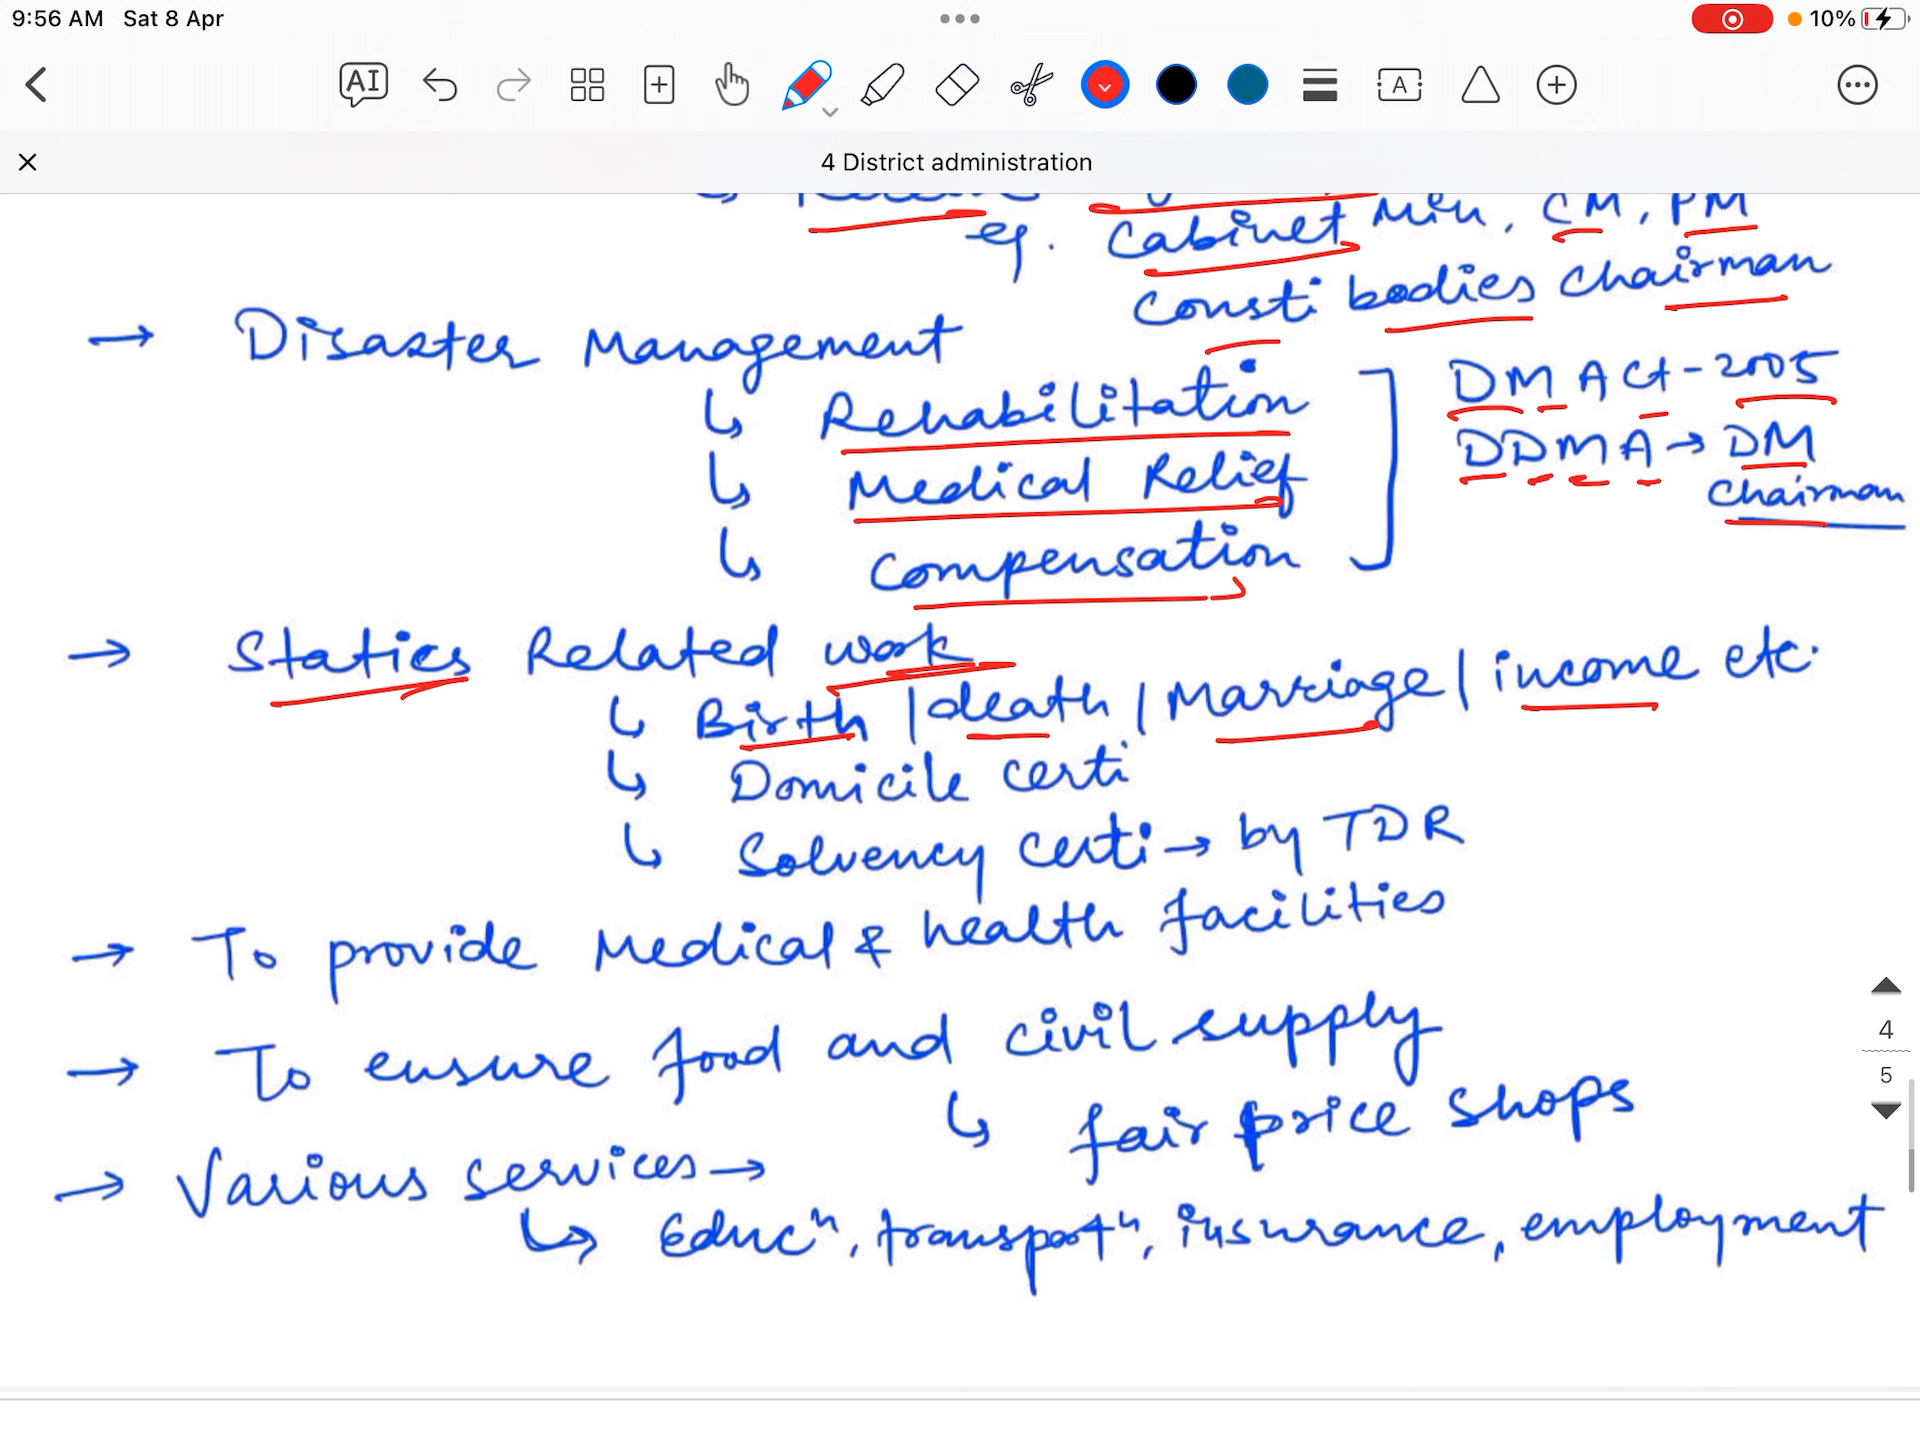 9:56 AM Sat 8 Apr
10%
AI
A
4 District administration
eg. Cabinet Min, CM, PM
Consti bodies Chairman
→ Disaster Management
↳ Rehabilitation
↳ Medical Relief
↳ Compensation
DM Act-2005
DDMA → DM
Chairman
→ Statics Related work
↳ Birth / death / Marriage / income etc.
↳ Domicile certi
↳ Solvency certi → by TDR
→ To provide Medical & health facilities
→ To ensure food and civil supply
↳ fair price shops
→ Various services →
↳ Educⁿ, transportⁿ, insurance, employment
4
5